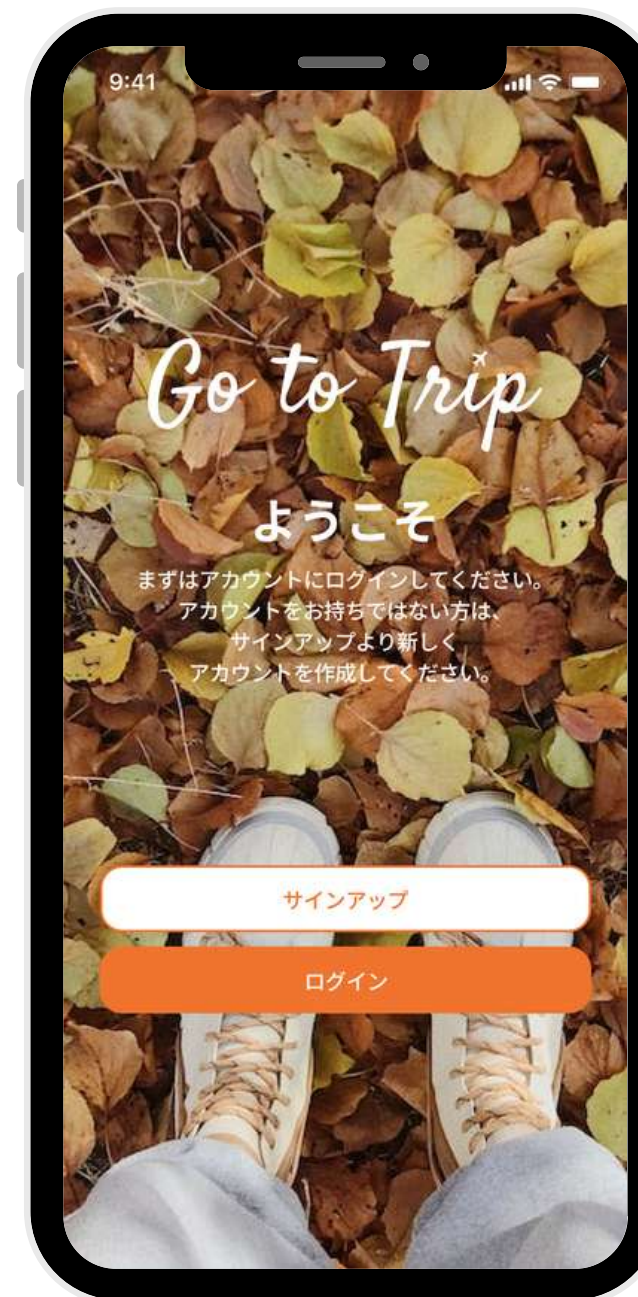 9:41
Go to Trip
ようこそ
まずはアカウントにログインしてください。
アカウントをお持ちではない方は、
サインアップより新しく
アカウントを作成してください。
サインアップ
ログイン